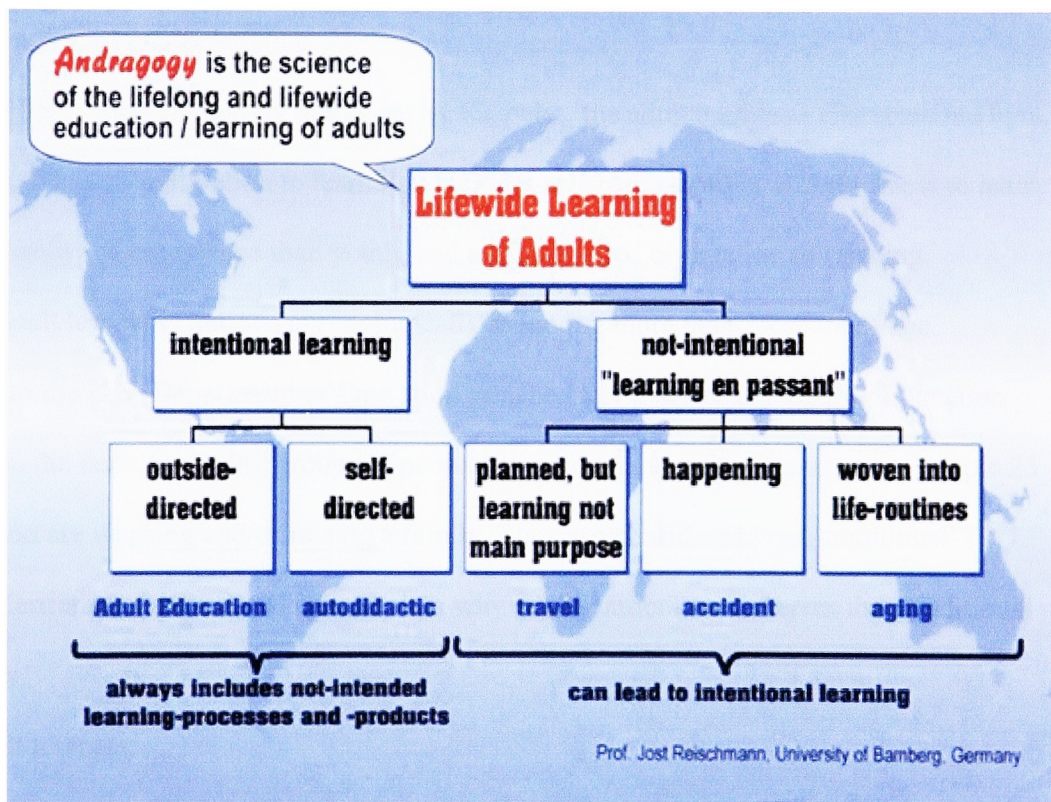 Andragogy is the science
of the lifelong and lifewide
education / learning of adults
Lifewide Learning
of Adults
intentional learning
not-intentional
"learning en passant"
outside-
directed
self-
directed
planned, but
learning not
main purpose
happening
woven into
life-routines
Adult Education
autodidactic
travel
accident
aging
always includes not-intended
learning-processes and -products
can lead to intentional learning
Prof. Jost Reischmann, University of Bamberg, Germany